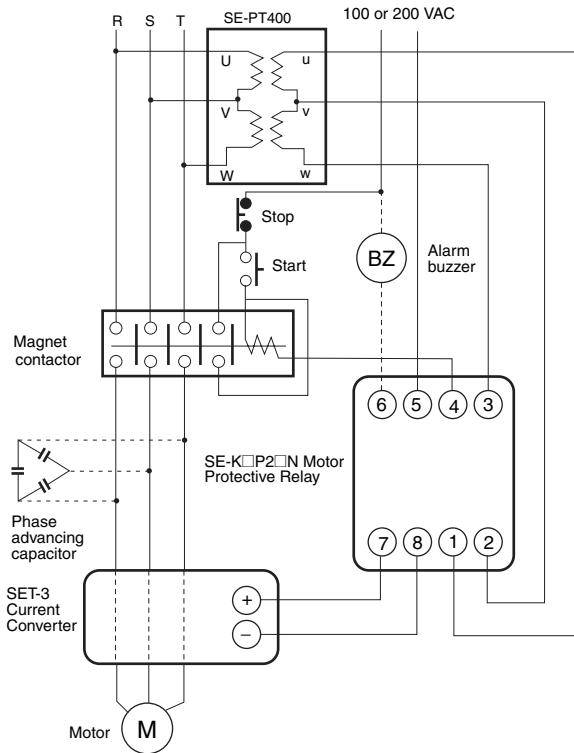 R S T
SE-PT400
100 or 200 VAC
U u
V v
W w
Stop
Start
BZ
Alarm
buzzer
Magnet
contactor
6 5 4 3
SE-K□P2□N Motor
Protective Relay
7 8 1 2
Phase
advancing
capacitor
SET-3
Current
Converter
+
−
Motor
M